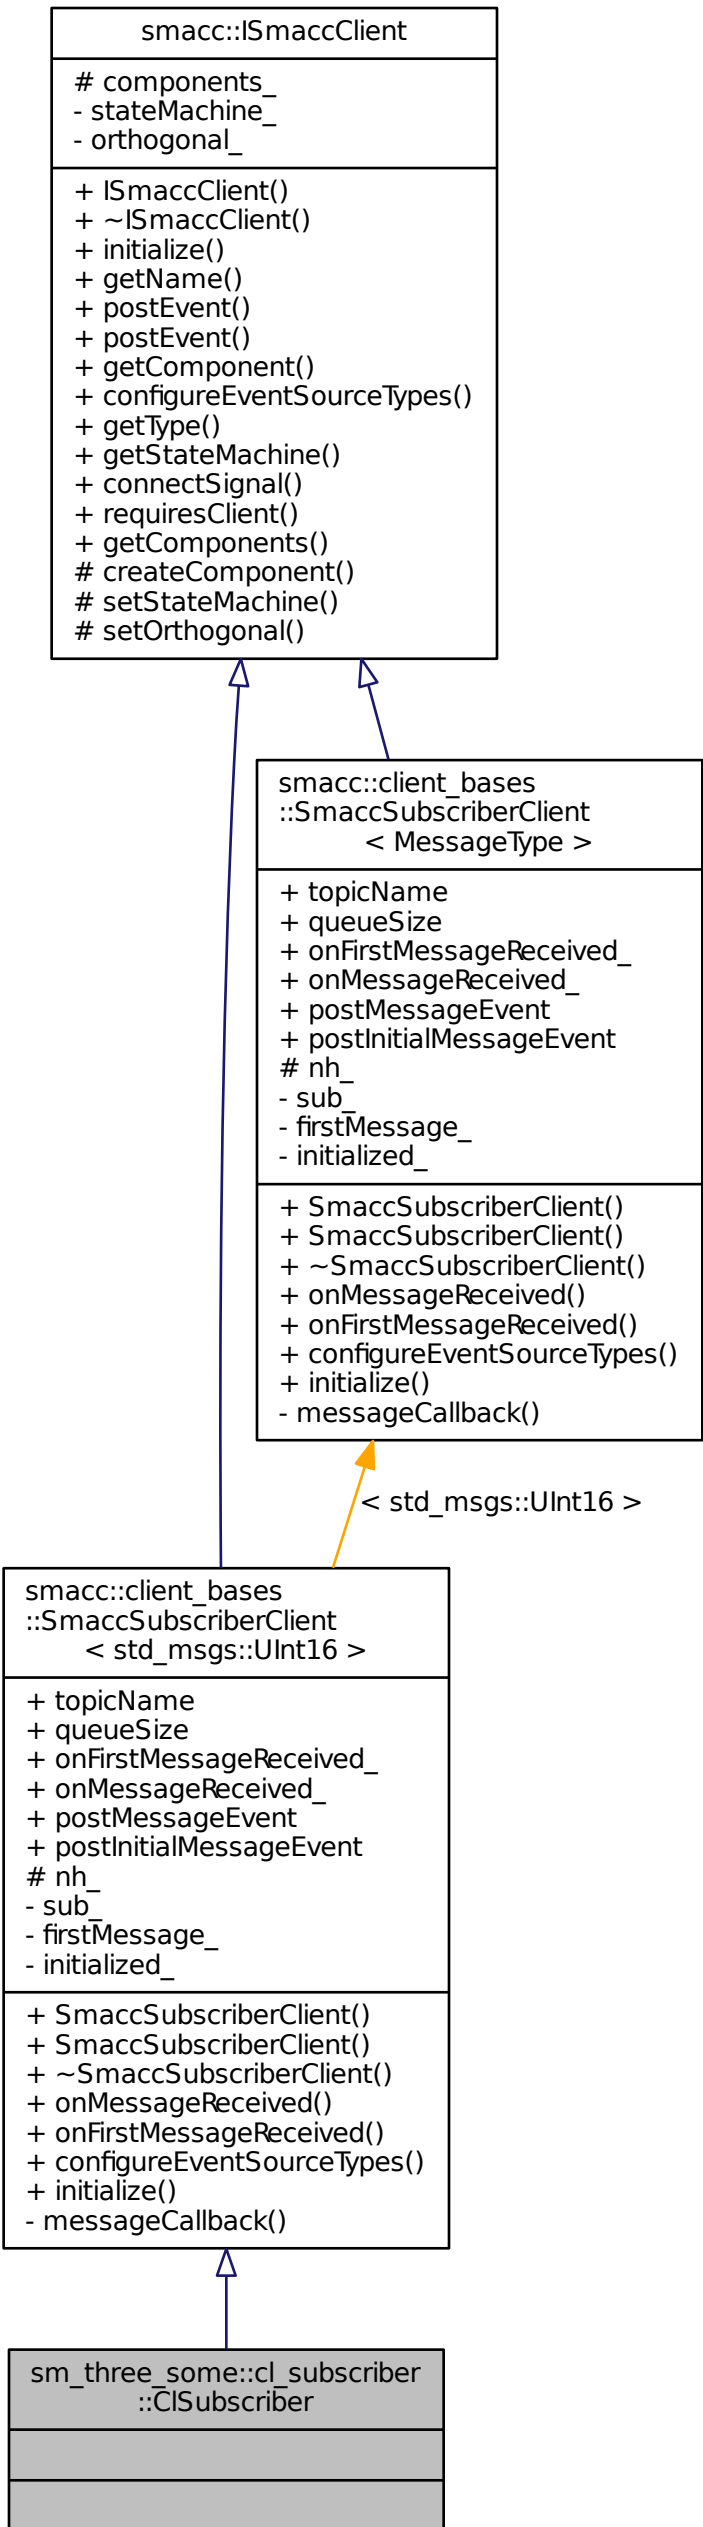 smacc::ISmaccClient
# components_
- stateMachine_
- orthogonal_
+ ISmaccClient()
+ ~ISmaccClient()
+ initialize()
+ getName()
+ postEvent()
+ postEvent()
+ getComponent()
+ configureEventSourceTypes()
+ getType()
+ getStateMachine()
+ connectSignal()
+ requiresClient()
+ getComponents()
# createComponent()
# setStateMachine()
# setOrthogonal()
smacc::client_bases
::SmaccSubscriberClient
< MessageType >
+ topicName
+ queueSize
+ onFirstMessageReceived_
+ onMessageReceived_
+ postMessageEvent
+ postInitialMessageEvent
# nh_
- sub_
- firstMessage_
- initialized_
+ SmaccSubscriberClient()
+ SmaccSubscriberClient()
+ ~SmaccSubscriberClient()
+ onMessageReceived()
+ onFirstMessageReceived()
+ configureEventSourceTypes()
+ initialize()
- messageCallback()
< std_msgs::UInt16 >
smacc::client_bases
::SmaccSubscriberClient
< std_msgs::UInt16 >
+ topicName
+ queueSize
+ onFirstMessageReceived_
+ onMessageReceived_
+ postMessageEvent
+ postInitialMessageEvent
# nh_
- sub_
- firstMessage_
- initialized_
+ SmaccSubscriberClient()
+ SmaccSubscriberClient()
+ ~SmaccSubscriberClient()
+ onMessageReceived()
+ onFirstMessageReceived()
+ configureEventSourceTypes()
+ initialize()
- messageCallback()
sm_three_some::cl_subscriber
::ClSubscriber